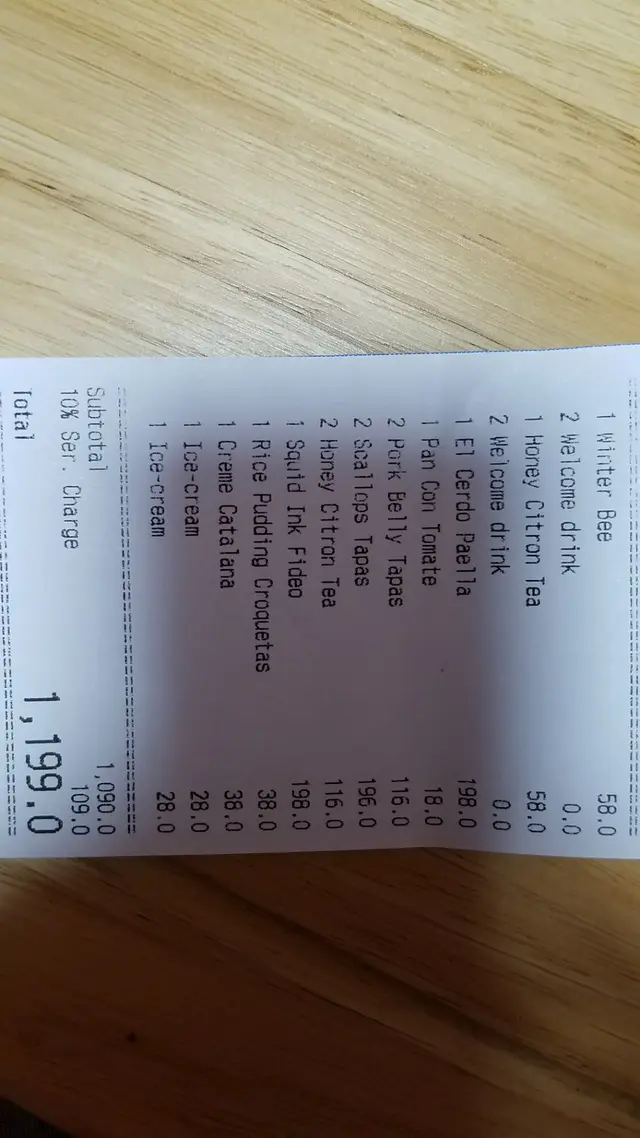 1 Winter Bee 58.0
2 Welcome drink 0.0
1 Honey Citron Tea 58.0
2 Welcome drink 0.0
1 El Cerdo Paella 198.0
1 Pan Con Tomate 18.0
2 Pork Belly Tapas 116.0
2 Scallops Tapas 196.0
2 Honey Citron Tea 116.0
1 Squid Ink Fideo 198.0
1 Rice Pudding Croquetas 38.0
1 Creme Catalana 38.0
1 Ice-cream 28.0
1 Ice-cream 28.0
Subtotal 1,090.0
10% Ser. Charge 109.0
Total 1,199.0